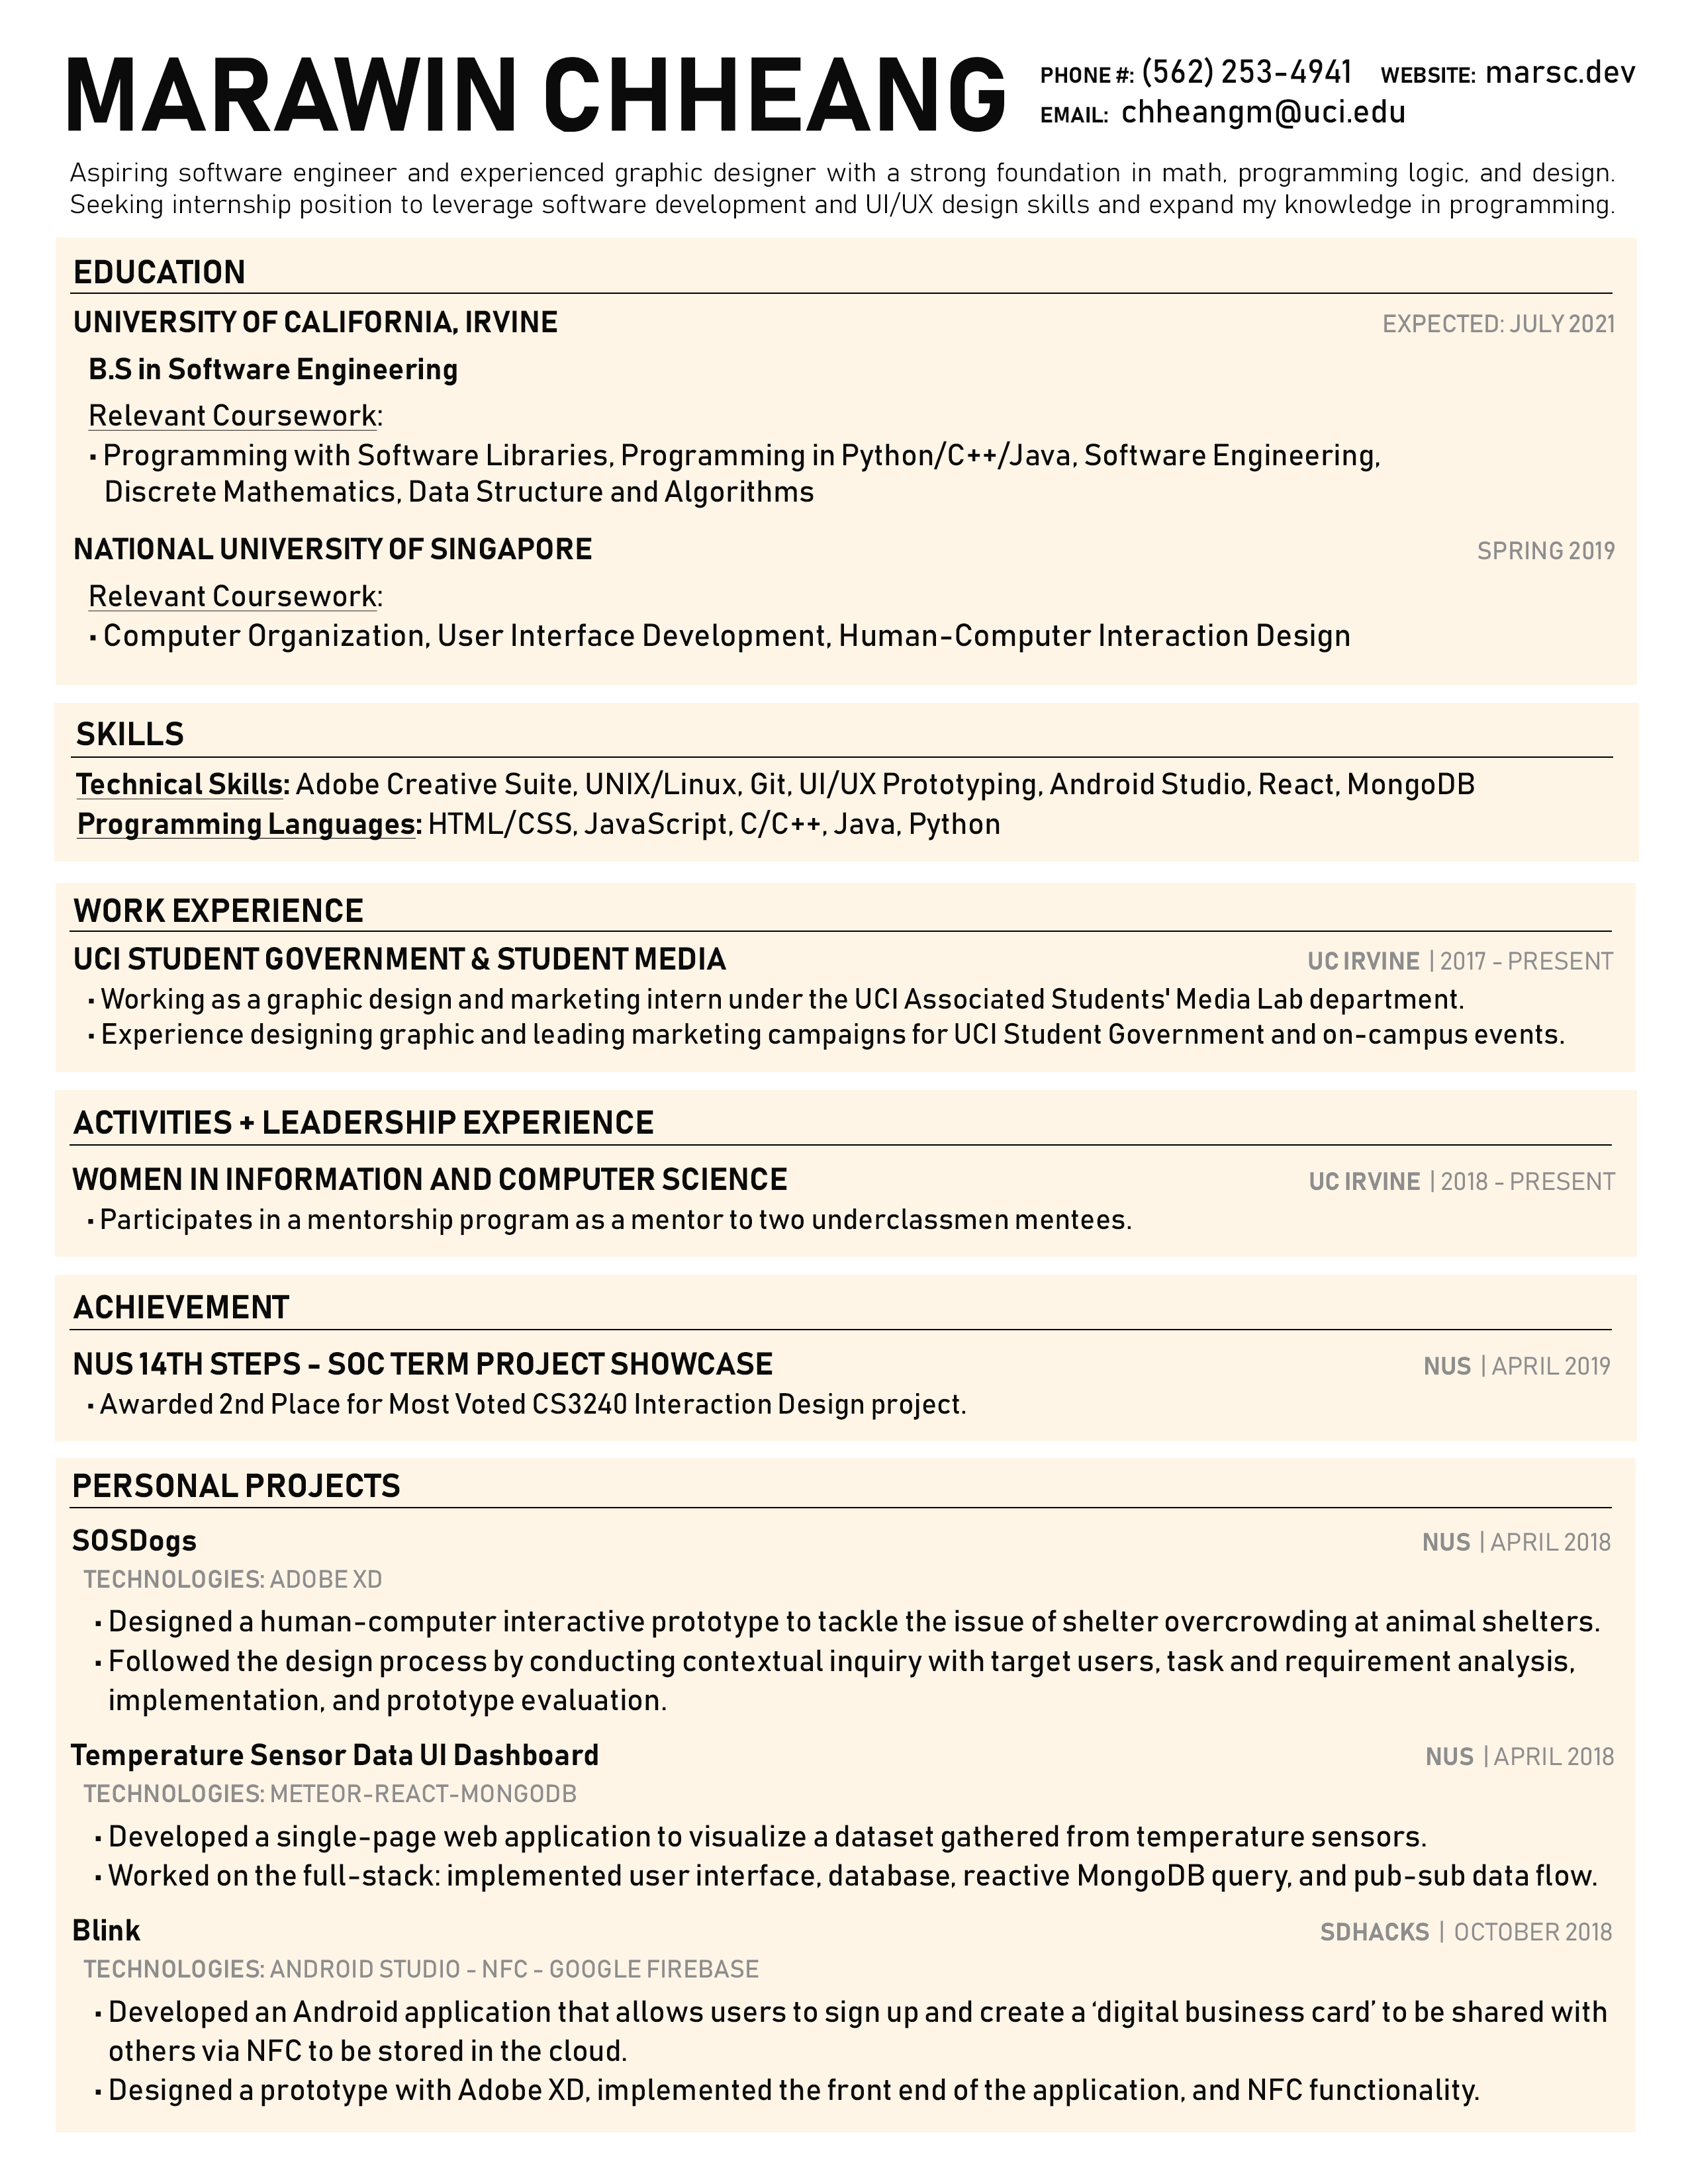 MARAWIN CHHEANG
PHONE #: (562) 253-4941 WEBSITE: marsc.dev
EMAIL: chheangm@uci.edu
Aspiring software engineer and experienced graphic designer with a strong foundation in math, programming logic, and design.
Seeking internship position to leverage software development and UI/UX design skills and expand my knowledge in programming.
EDUCATION
UNIVERSITY OF CALIFORNIA, IRVINE EXPECTED: JULY 2021
B.S in Software Engineering
Relevant Coursework:
▪ Programming with Software Libraries, Programming in Python/C++/Java, Software Engineering,
Discrete Mathematics, Data Structure and Algorithms
NATIONAL UNIVERSITY OF SINGAPORE SPRING 2019
Relevant Coursework:
▪ Computer Organization, User Interface Development, Human-Computer Interaction Design
SKILLS
Technical Skills: Adobe Creative Suite, UNIX/Linux, Git, UI/UX Prototyping, Android Studio, React, MongoDB
Programming Languages: HTML/CSS, JavaScript, C/C++, Java, Python
WORK EXPERIENCE
UCI STUDENT GOVERNMENT & STUDENT MEDIA UC IRVINE | 2017 - PRESENT
▪ Working as a graphic design and marketing intern under the UCI Associated Students' Media Lab department.
▪ Experience designing graphic and leading marketing campaigns for UCI Student Government and on-campus events.
ACTIVITIES + LEADERSHIP EXPERIENCE
WOMEN IN INFORMATION AND COMPUTER SCIENCE UC IRVINE | 2018 - PRESENT
▪ Participates in a mentorship program as a mentor to two underclassmen mentees.
ACHIEVEMENT
NUS 14TH STEPS - SOC TERM PROJECT SHOWCASE NUS | APRIL 2019
▪ Awarded 2nd Place for Most Voted CS3240 Interaction Design project.
PERSONAL PROJECTS
SOSDogs NUS | APRIL 2018
TECHNOLOGIES: ADOBE XD
▪ Designed a human-computer interactive prototype to tackle the issue of shelter overcrowding at animal shelters.
▪ Followed the design process by conducting contextual inquiry with target users, task and requirement analysis,
implementation, and prototype evaluation.
Temperature Sensor Data UI Dashboard NUS | APRIL 2018
TECHNOLOGIES: METEOR-REACT-MONGODB
▪ Developed a single-page web application to visualize a dataset gathered from temperature sensors.
▪ Worked on the full-stack: implemented user interface, database, reactive MongoDB query, and pub-sub data flow.
Blink SDHACKS | OCTOBER 2018
TECHNOLOGIES: ANDROID STUDIO - NFC - GOOGLE FIREBASE
▪ Developed an Android application that allows users to sign up and create a ‘digital business card’ to be shared with
others via NFC to be stored in the cloud.
▪ Designed a prototype with Adobe XD, implemented the front end of the application, and NFC functionality.